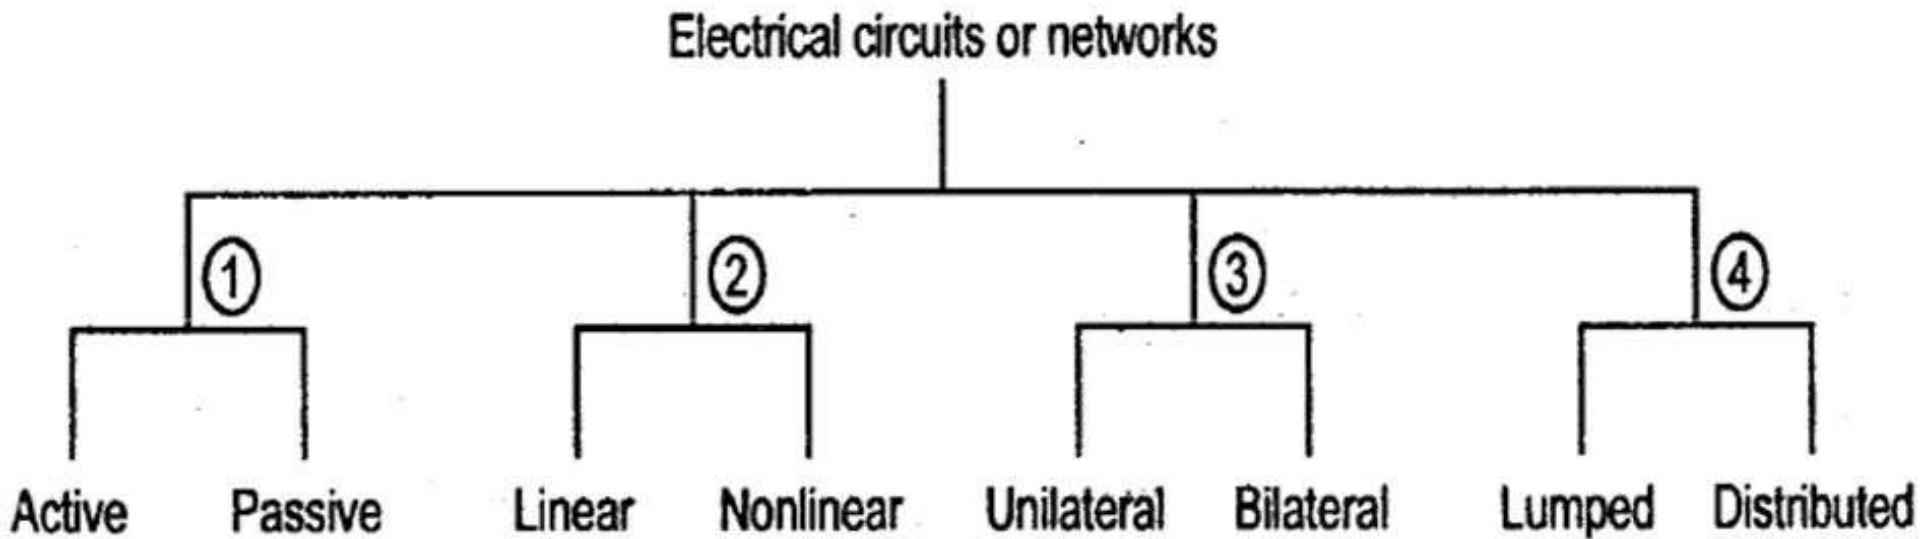 Electrical circuits or networks
1 2 3 4
Active Passive Linear Nonlinear Unilateral Bilateral Lumped Distributed